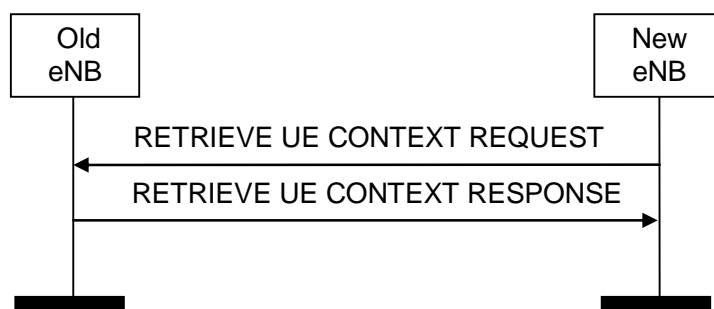 Old
eNB
New
eNB
RETRIEVE UE CONTEXT REQUEST
RETRIEVE UE CONTEXT RESPONSE